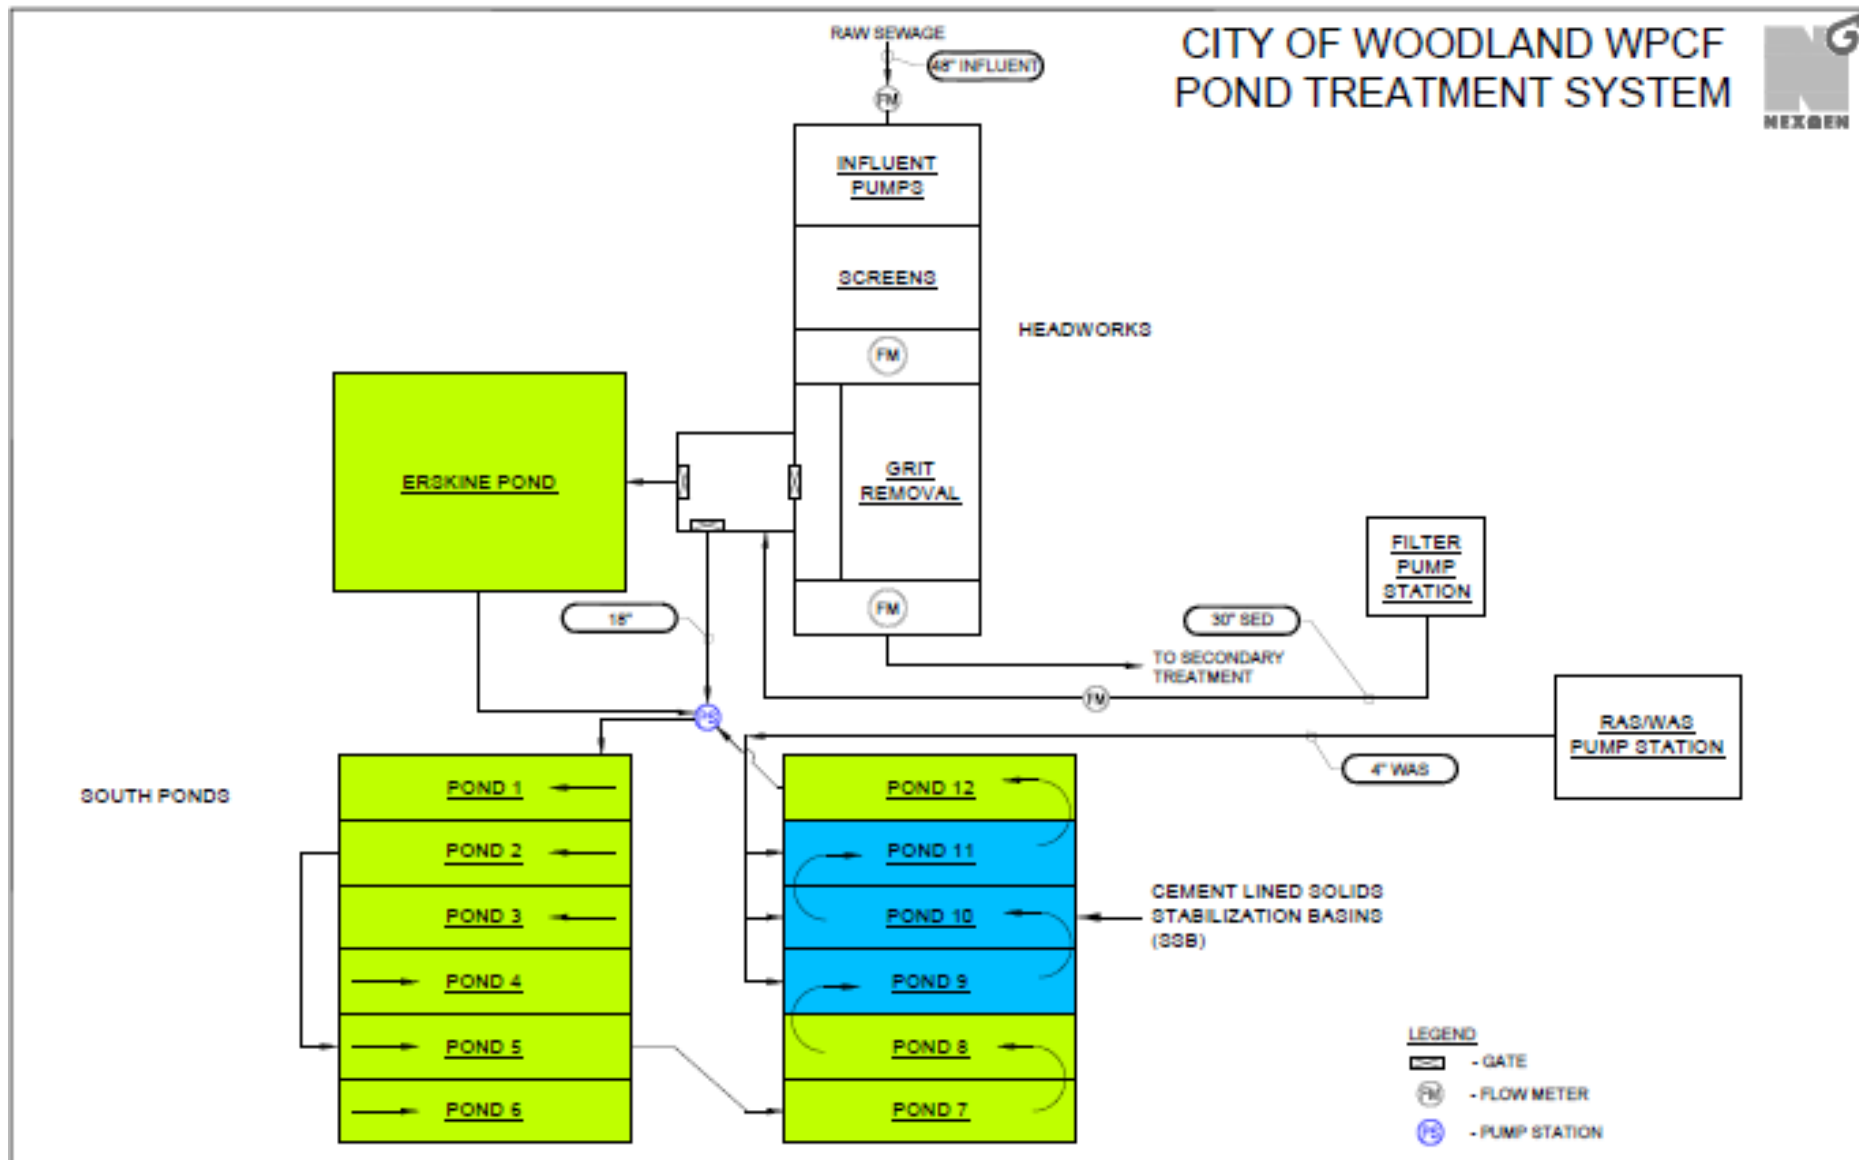 CITY OF WOODLAND WPCF
POND TREATMENT SYSTEM
NEXGEN
RAW SEWAGE
48" INFLUENT
FM
INFLUENT
PUMPS
SCREENS
HEADWORKS
FM
ERSKINE POND
GRIT
REMOVAL
FILTER
PUMP
STATION
18"
FM
30" SED
TO SECONDARY
TREATMENT
FM
PS
RAS/WAS
PUMP STATION
4" WAS
SOUTH PONDS
POND 1
POND 2
POND 3
POND 4
POND 5
POND 6
POND 12
POND 11
POND 10
POND 9
POND 8
POND 7
CEMENT LINED SOLIDS
STABILIZATION BASINS
(SSB)
LEGEND
- GATE
FM - FLOW METER
PS - PUMP STATION